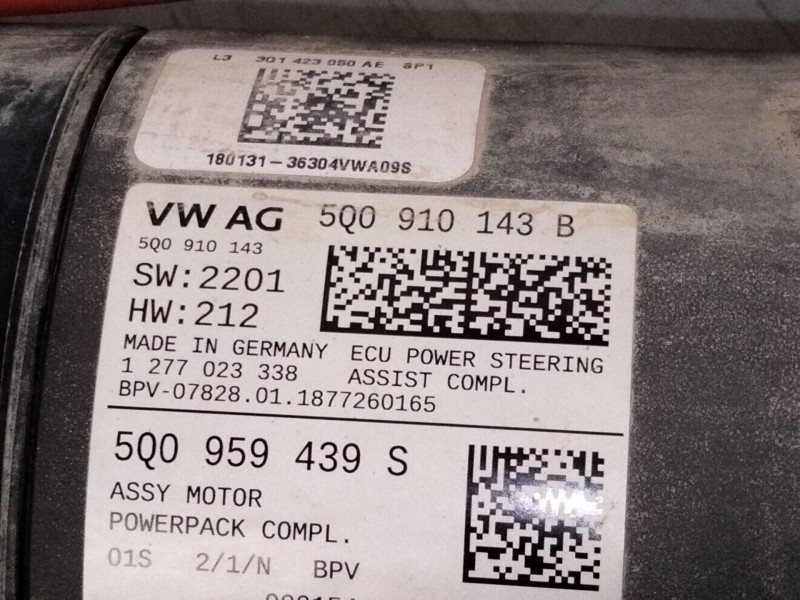 L3 3Q1 423 050 AE SP1
180131-36304VWA09S
VW AG 5Q0 910 143 B
5Q0 910 143
SW:2201
HW:212
MADE IN GERMANY
1 277 023 338
BPV-07828.01.1877260165
ECU POWER STEERING
ASSIST COMPL.
5Q0 959 439 S
ASSY MOTOR
POWERPACK COMPL.
01S 2/1/N BPV